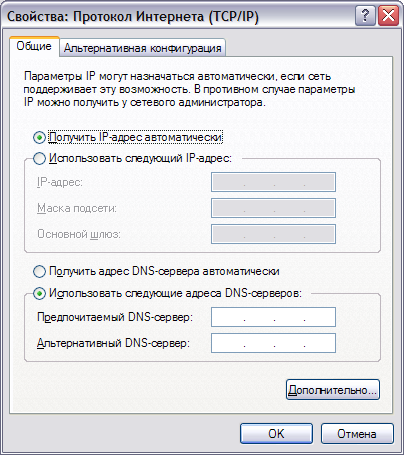 Свойства: Протокол Интернета (TCP/IP)
Общие
Альтернативная конфигурация
Параметры IP могут назначаться автоматически, если сеть
поддерживает эту возможность. В противном случае параметры
IP можно получить у сетевого администратора.
Получить IP-адрес автоматически
Использовать следующий IP-адрес:
IP-адрес:
Маска подсети:
Основной шлюз:
Получить адрес DNS-сервера автоматически
Использовать следующие адреса DNS-серверов:
Предпочитаемый DNS-сервер:
Альтернативный DNS-сервер:
Дополнительно...
OK
Отмена